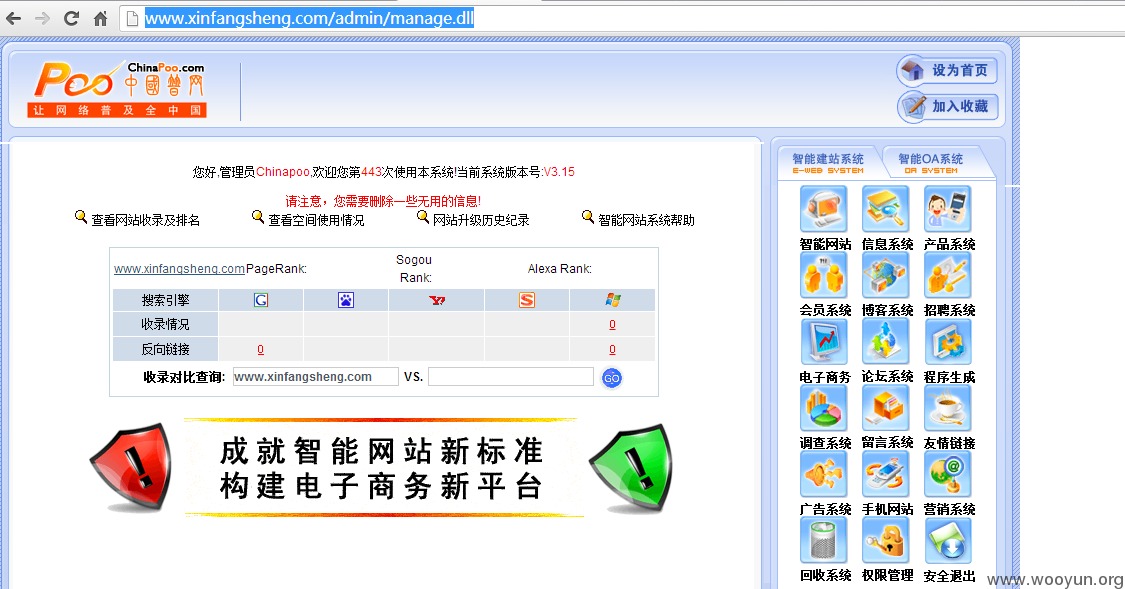 www.xinfangsheng.com/admin/manage.dll
Poo ChinaPoo.com
中國普网
让网络普及全中国
设为首页
加入收藏
您好,管理员Chinapoo,欢迎您第443次使用本系统!当前系统版本号:V3.15
请注意，您需要删除一些无用的信息!
查看网站收录及排名 查看空间使用情况 网站升级历史纪录 智能网站系统帮助
www.xinfangsheng.com PageRank: Sogou Rank: Alexa Rank:
搜索引擎 G Y! S
收录情况 0
反向链接 0 0
收录对比查询: www.xinfangsheng.com VS. GO
成就智能网站新标准
构建电子商务新平台
智能建站系统 智能OA系统
E-WEB SYSTEM OA SYSTEM
智能网站 信息系统 产品系统
会员系统 博客系统 招聘系统
电子商务 论坛系统 程序生成
调查系统 留言系统 友情链接
广告系统 手机网站 营销系统
回收系统 权限管理 安全退出
www.wooyun.org